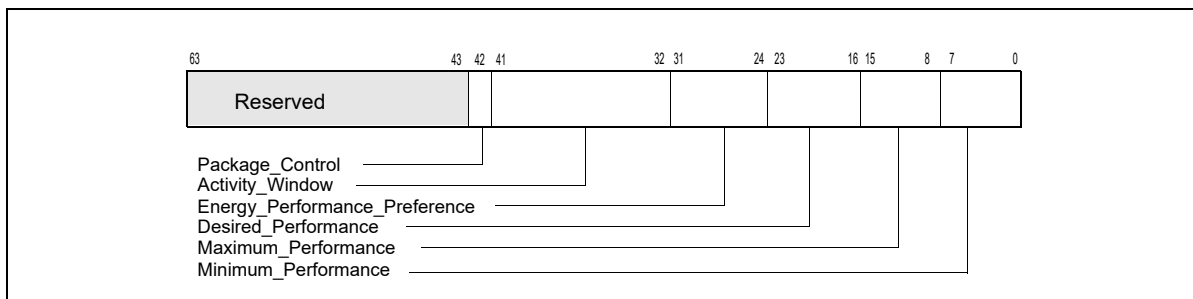 63 43 42 41 32 31 24 23 16 15 8 7 0
Reserved
Package_Control
Activity_Window
Energy_Performance_Preference
Desired_Performance
Maximum_Performance
Minimum_Performance